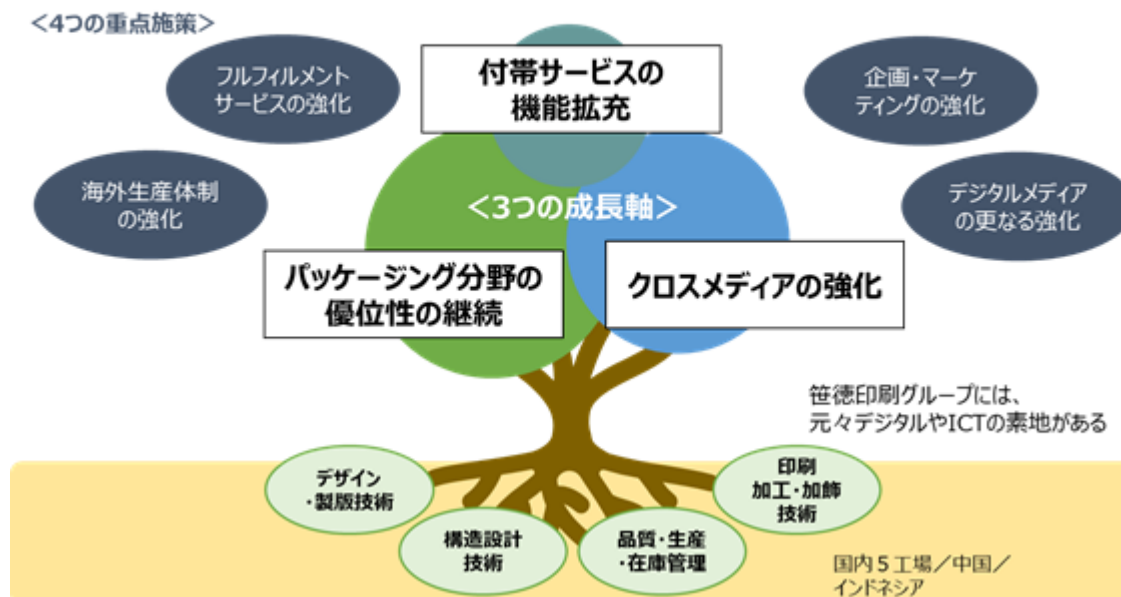 ＜4つの重点施策＞
フルフィルメント
サービスの強化
付帯サービスの
機能拡充
企画・マーケ
ティングの強化
海外生産体制
の強化
＜3つの成長軸＞
デジタルメディア
の更なる強化
パッケージング分野の
優位性の継続
クロスメディアの強化
笹徳印刷グループには、
元々デジタルやICTの素地がある
デザイン
・製版技術
印刷
加工・加飾
技術
構造設計
技術
品質・生産
・在庫管理
国内５工場／中国／
インドネシア